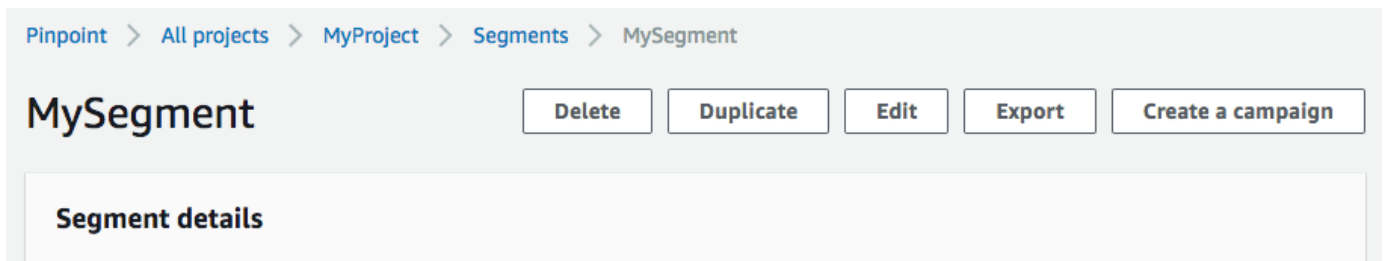 Pinpoint > All projects > MyProject > Segments > MySegment
MySegment Delete Duplicate Edit Export Create a campaign
Segment details